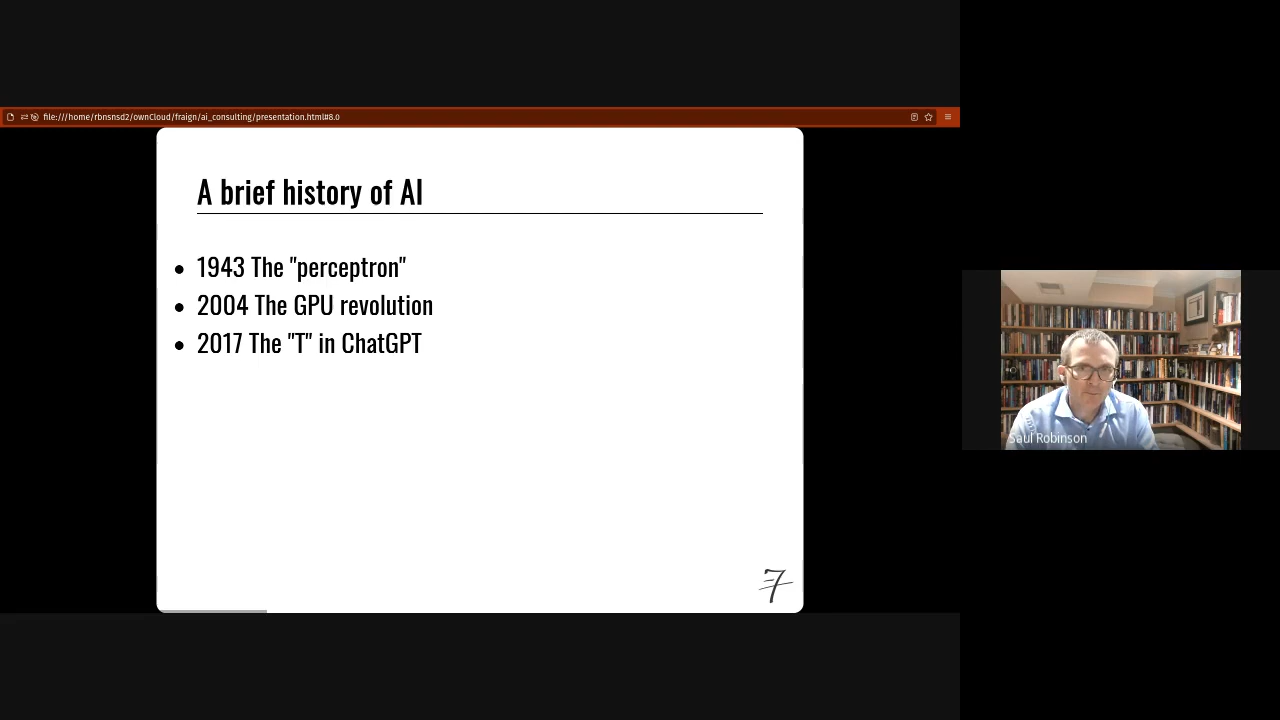 file:///home/rbnsnsd2/ownCloud/fraign/ai_consulting/presentation.html#8.0
A brief history of AI
1943 The "perceptron"
2004 The GPU revolution
2017 The "T" in ChatGPT
Saul Robinson